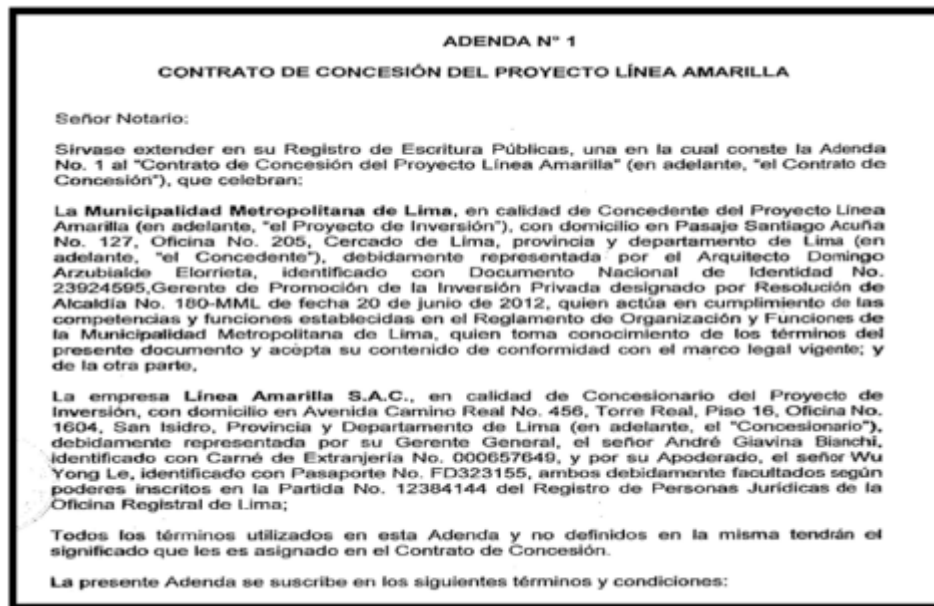 ADENDA N° 1
CONTRATO DE CONCESIÓN DEL PROYECTO LÍNEA AMARILLA
Señor Notario:
Sírvase extender en su Registro de Escritura Públicas, una en la cual conste la Adenda
No. 1 al "Contrato de Concesión del Proyecto Línea Amarilla" (en adelante, "el Contrato de
Concesión"), que celebran:
La Municipalidad Metropolitana de Lima, en calidad de Concedente del Proyecto Línea
Amarilla (en adelante, "el Proyecto de Inversión"), con domicilio en Pasaje Santiago Acuña
No. 127, Oficina No. 205, Cercado de Lima, provincia y departamento de Lima (en
adelante, "el Concedente"), debidamente representada por el Arquitecto Domingo
Arzubialde Elorrieta, identificado con Documento Nacional de Identidad No.
23924595,Gerente de Promoción de la Inversión Privada designado por Resolución de
Alcaldía No. 180-MML de fecha 20 de junio de 2012, quien actúa en cumplimiento de las
competencias y funciones establecidas en el Reglamento de Organización y Funciones de
la Municipalidad Metropolitana de Lima, quien toma conocimiento de los términos del
presente documento y acepta su contenido de conformidad con el marco legal vigente; y
de la otra parte,
La empresa Línea Amarilla S.A.C., en calidad de Concesionario del Proyecto de
Inversión, con domicilio en Avenida Camino Real No. 456, Torre Real, Piso 16, Oficina No.
1604, San Isidro, Provincia y Departamento de Lima (en adelante, el "Concesionario"),
debidamente representada por su Gerente General, el señor André Giavina Bianchi,
identificado con Carné de Extranjería No. 000657649, y por su Apoderado, el señor Wu
Yong Le, identificado con Pasaporte No. FD323155, ambos debidamente facultados según
poderes inscritos en la Partida No. 12384144 del Registro de Personas Jurídicas de la
Oficina Registral de Lima;
Todos los términos utilizados en esta Adenda y no definidos en la misma tendrán el
significado que les es asignado en el Contrato de Concesión.
La presente Adenda se suscribe en los siguientes términos y condiciones: